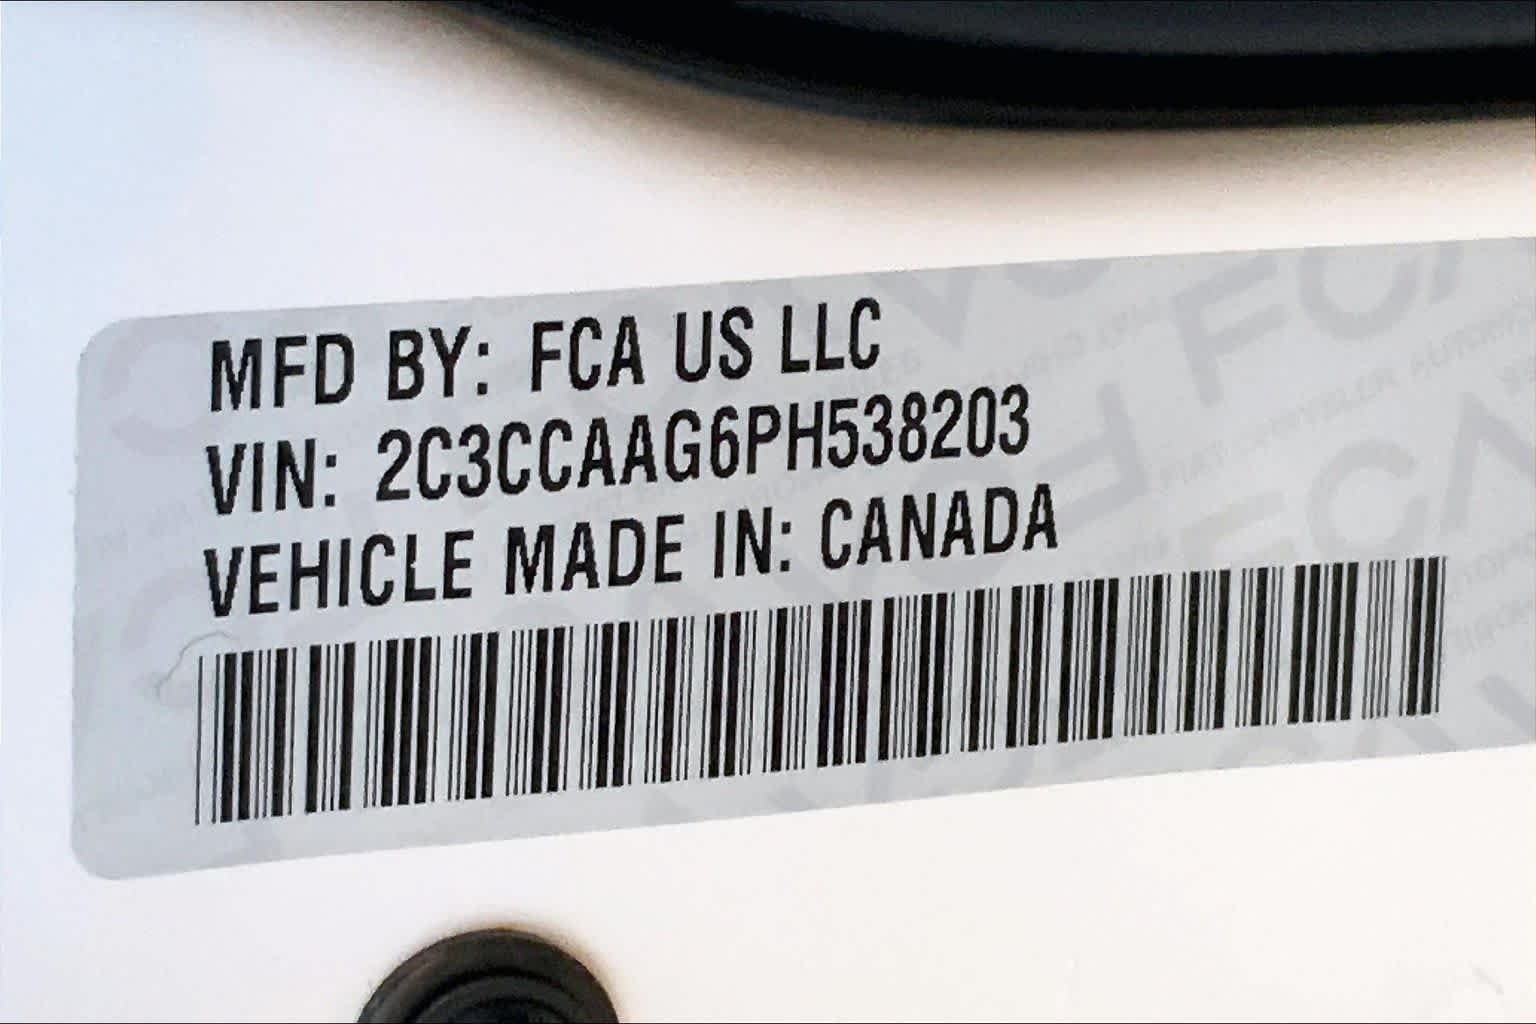 MFD BY: FCA US LLC
VIN: 2C3CCAAG6PH538203
VEHICLE MADE IN: CANADA